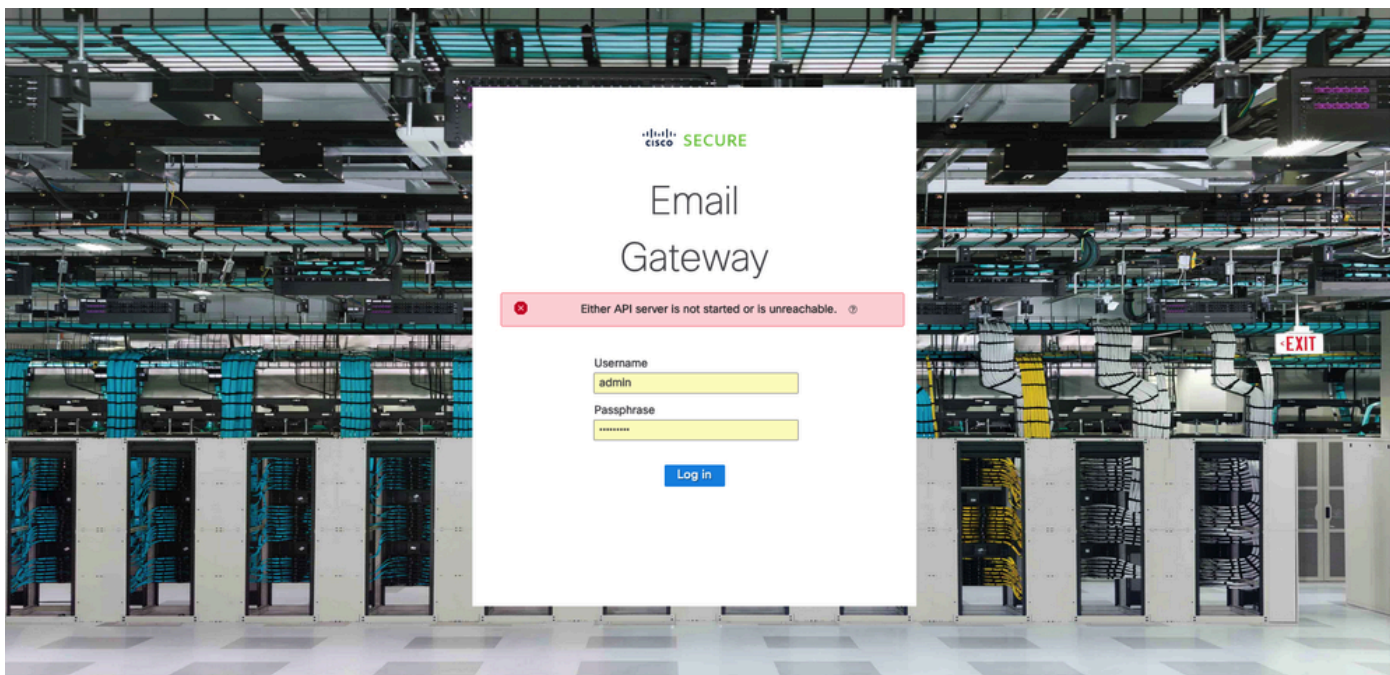 cisco SECURE
Email
Gateway
Either API server is not started or is unreachable.
Username
admin
Passphrase
Log in
EXIT